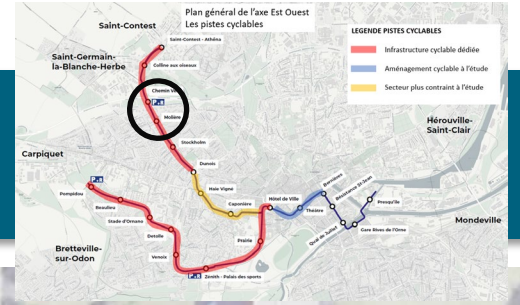 Plan général de l'axe Est Ouest
Les pistes cyclables
LEGENDE PISTES CYCLABLES
Infrastructure cyclable dédiée
Aménagement cyclable à l'étude
Secteur plus contraint à l'étude
Saint-Contest
Saint-Contest - Athéna
Saint-Germain-
la-Blanche-Herbe
Colline aux oiseaux
Chemin
Molière
Stockholm
Hérouville-
Saint-Clair
Carpiquet
Dunois
Pompidou
Haie Vigné
Bernières
Résistance St-Jean
Beaulieu
Caponière
Hôtel de Ville
Presqu'île
Stade d'Ornano
Théâtre
Mondeville
Detolle
Quai de Juillet
Gare Rives de l'Orne
Prairie
Bretteville-
sur-Odon
Venoix
Zénith - Palais des sports